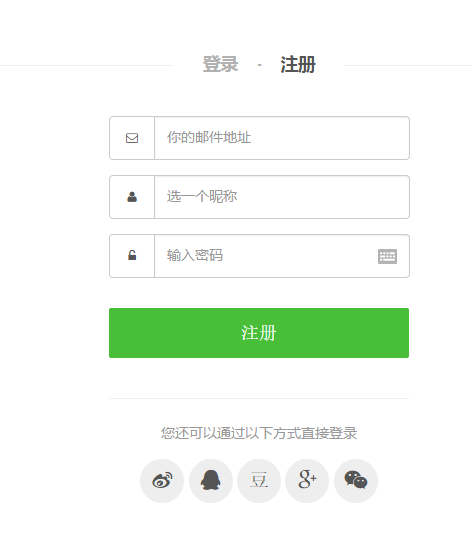 登录 - 注册
你的邮件地址
选一个昵称
输入密码
注册
您还可以通过以下方式直接登录
豆 g+